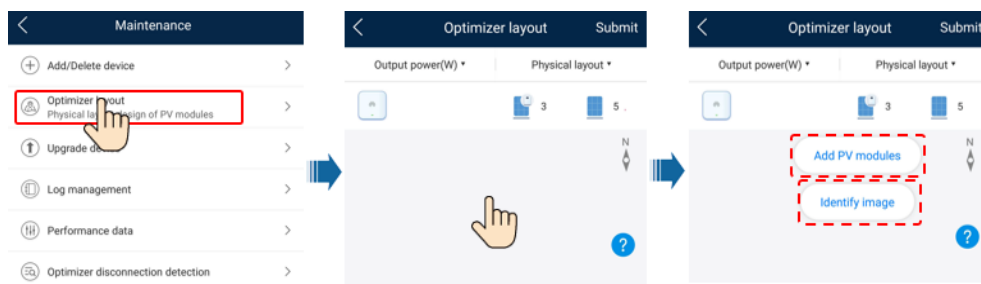 Maintenance
Add/Delete device
Optimizer layout
Physical layout design of PV modules
Upgrade device
Log management
Performance data
Optimizer disconnection detection
Optimizer layout Submit
Output power(W) Physical layout
3 5
N
?
Optimizer layout Submit
Output power(W) Physical layout
3 5
N
Add PV modules
Identify image
?